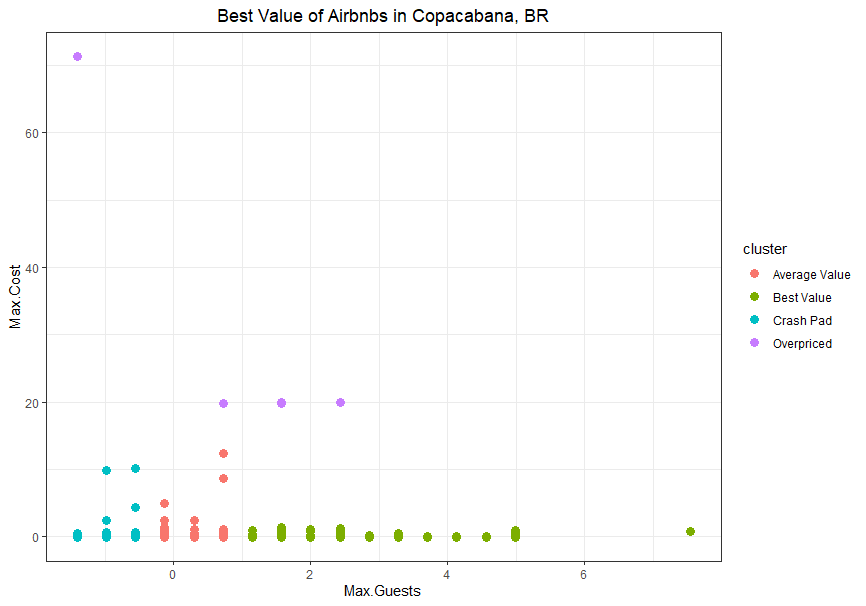 Best Value of Airbnbs in Copacabana, BR
Max.Cost
60
40
20
0
0 2 4 6
Max.Guests
cluster
Average Value
Best Value
Crash Pad
Overpriced